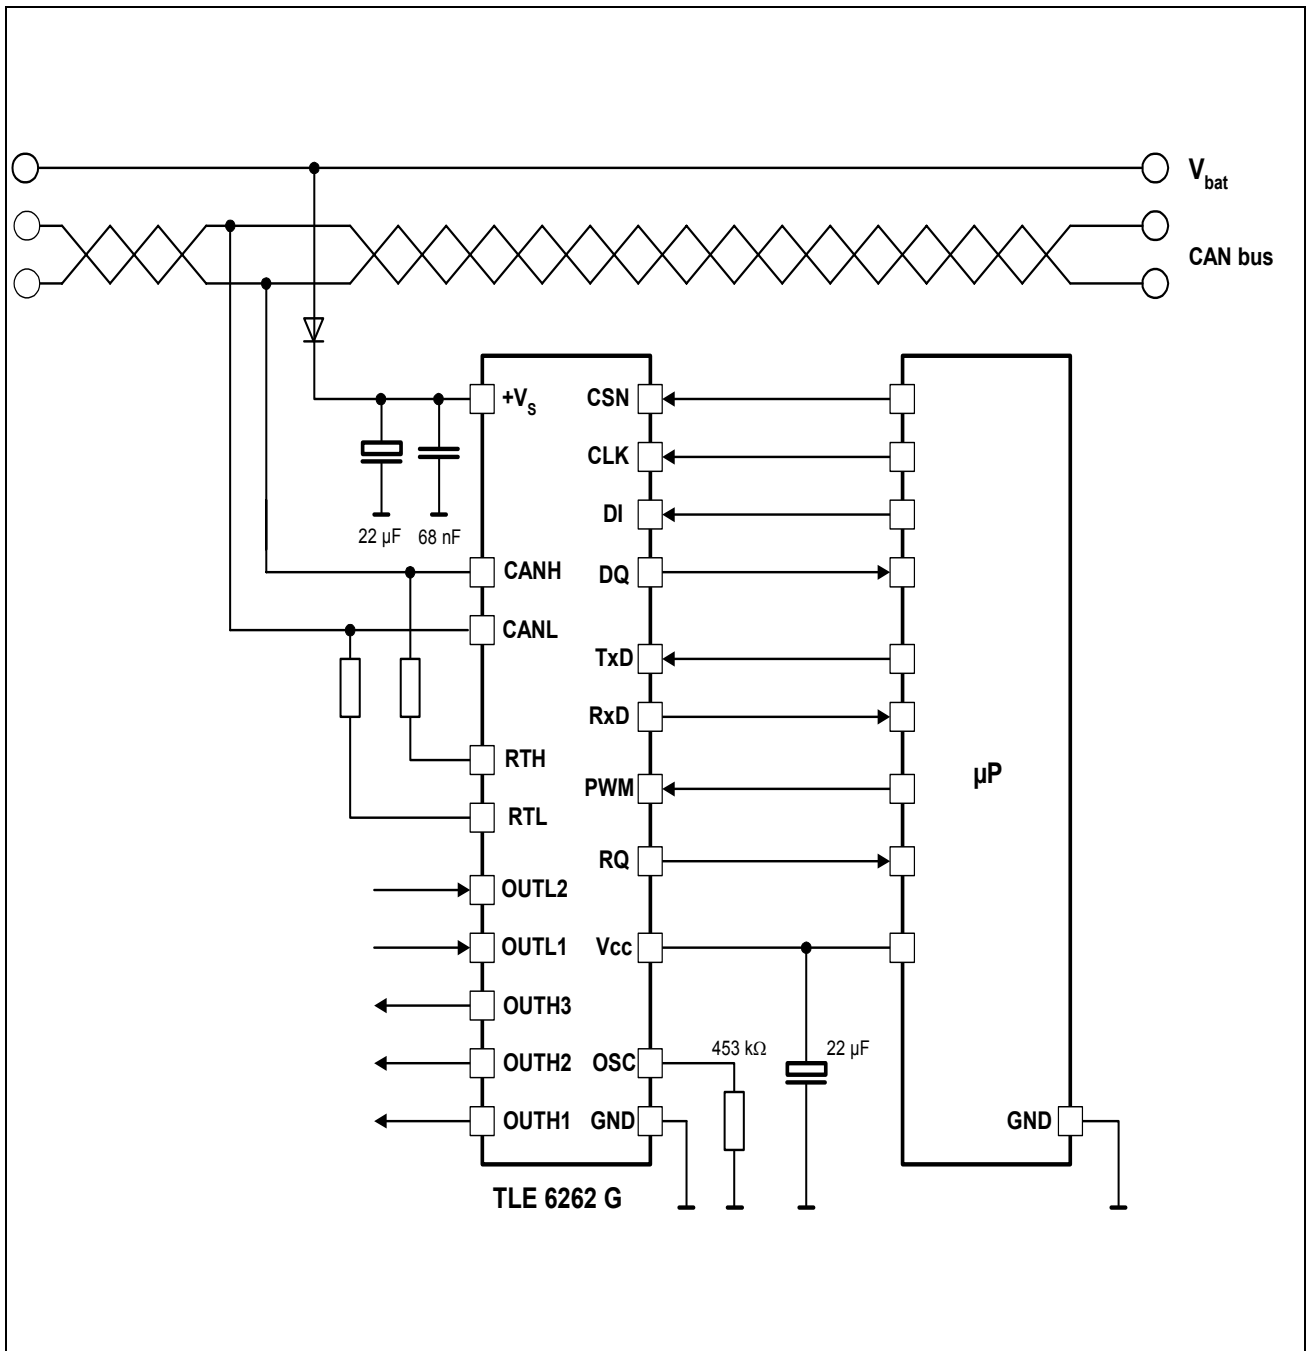 V_bat
CAN bus
+V_S
CSN
CLK
DI
22 µF
68 nF
CANH
DQ
CANL
TxD
RxD
RTH
µP
PWM
RTL
RQ
OUTL2
OUTL1
Vcc
OUTH3
453 kΩ
22 µF
OUTH2
OSC
OUTH1
GND
GND
TLE 6262 G